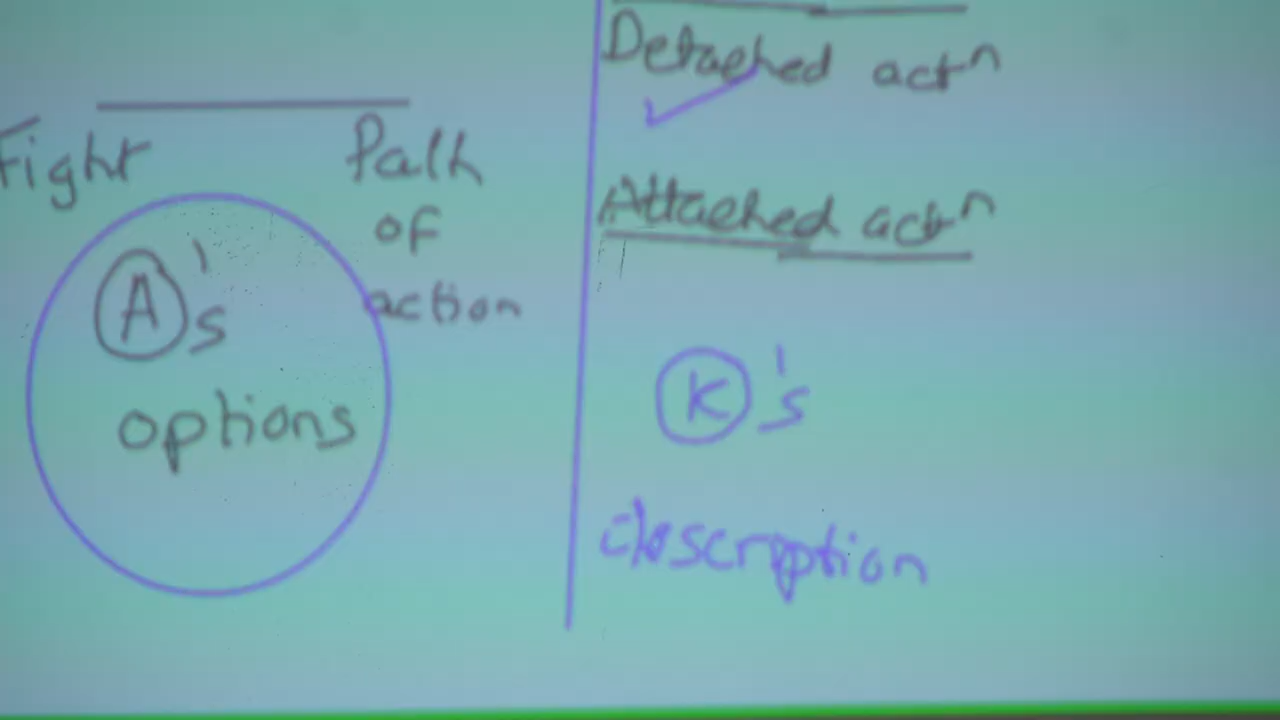 Fight
Path
of
action
A's
options
Detached actn
Attached actn
K's
description